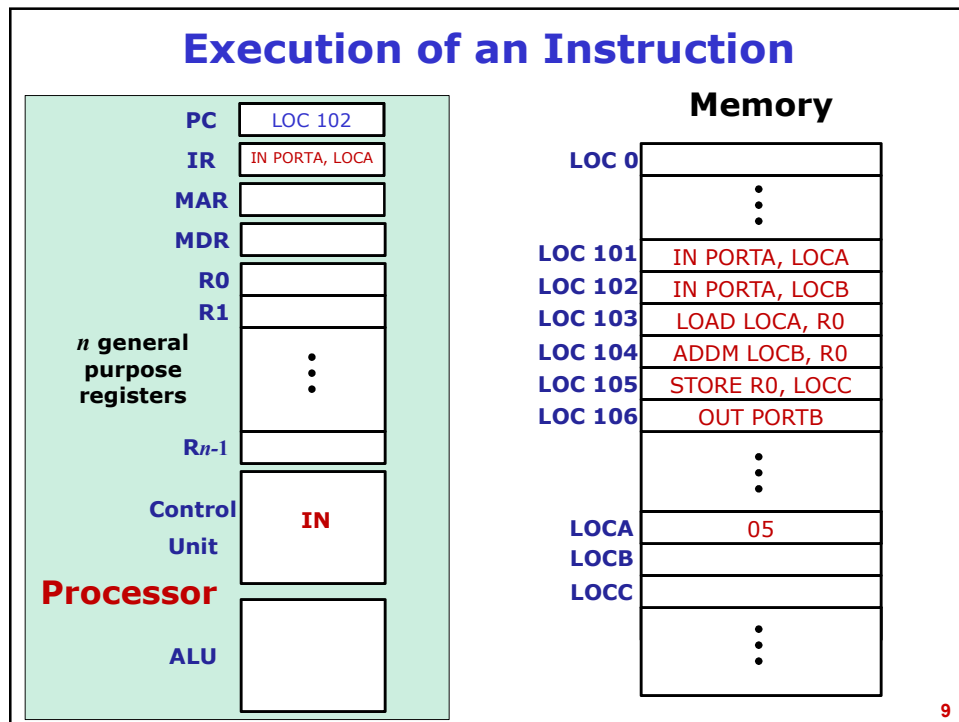 Execution of an Instruction
PC LOC 102
IR IN PORTA, LOCA
MAR
MDR
R0
R1
n general
purpose
registers
Rn-1
Control
Unit
IN
Processor
ALU
Memory
LOC 0
LOC 101 IN PORTA, LOCA
LOC 102 IN PORTA, LOCB
LOC 103 LOAD LOCA, R0
LOC 104 ADDM LOCB, R0
LOC 105 STORE R0, LOCC
LOC 106 OUT PORTB
LOCA 05
LOCB
LOCC
9